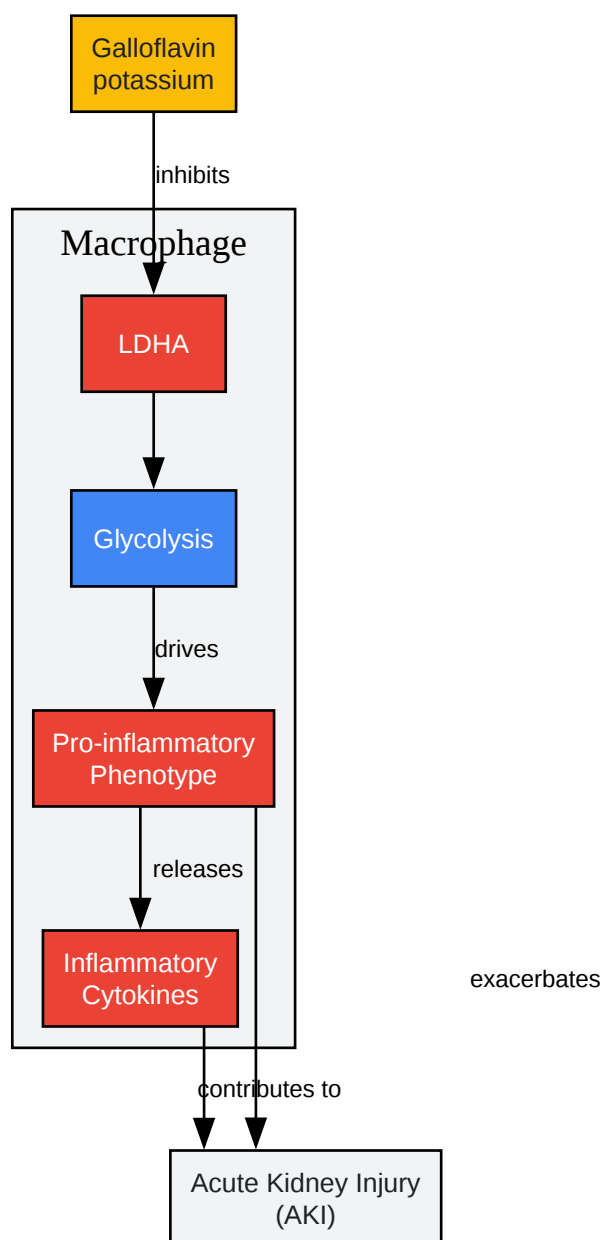 Galloflavin
potassium
inhibits
Macrophage
LDHA
Glycolysis
drives
Pro-inflammatory
Phenotype
releases
Inflammatory
Cytokines
exacerbates
contributes to
Acute Kidney Injury
(AKI)